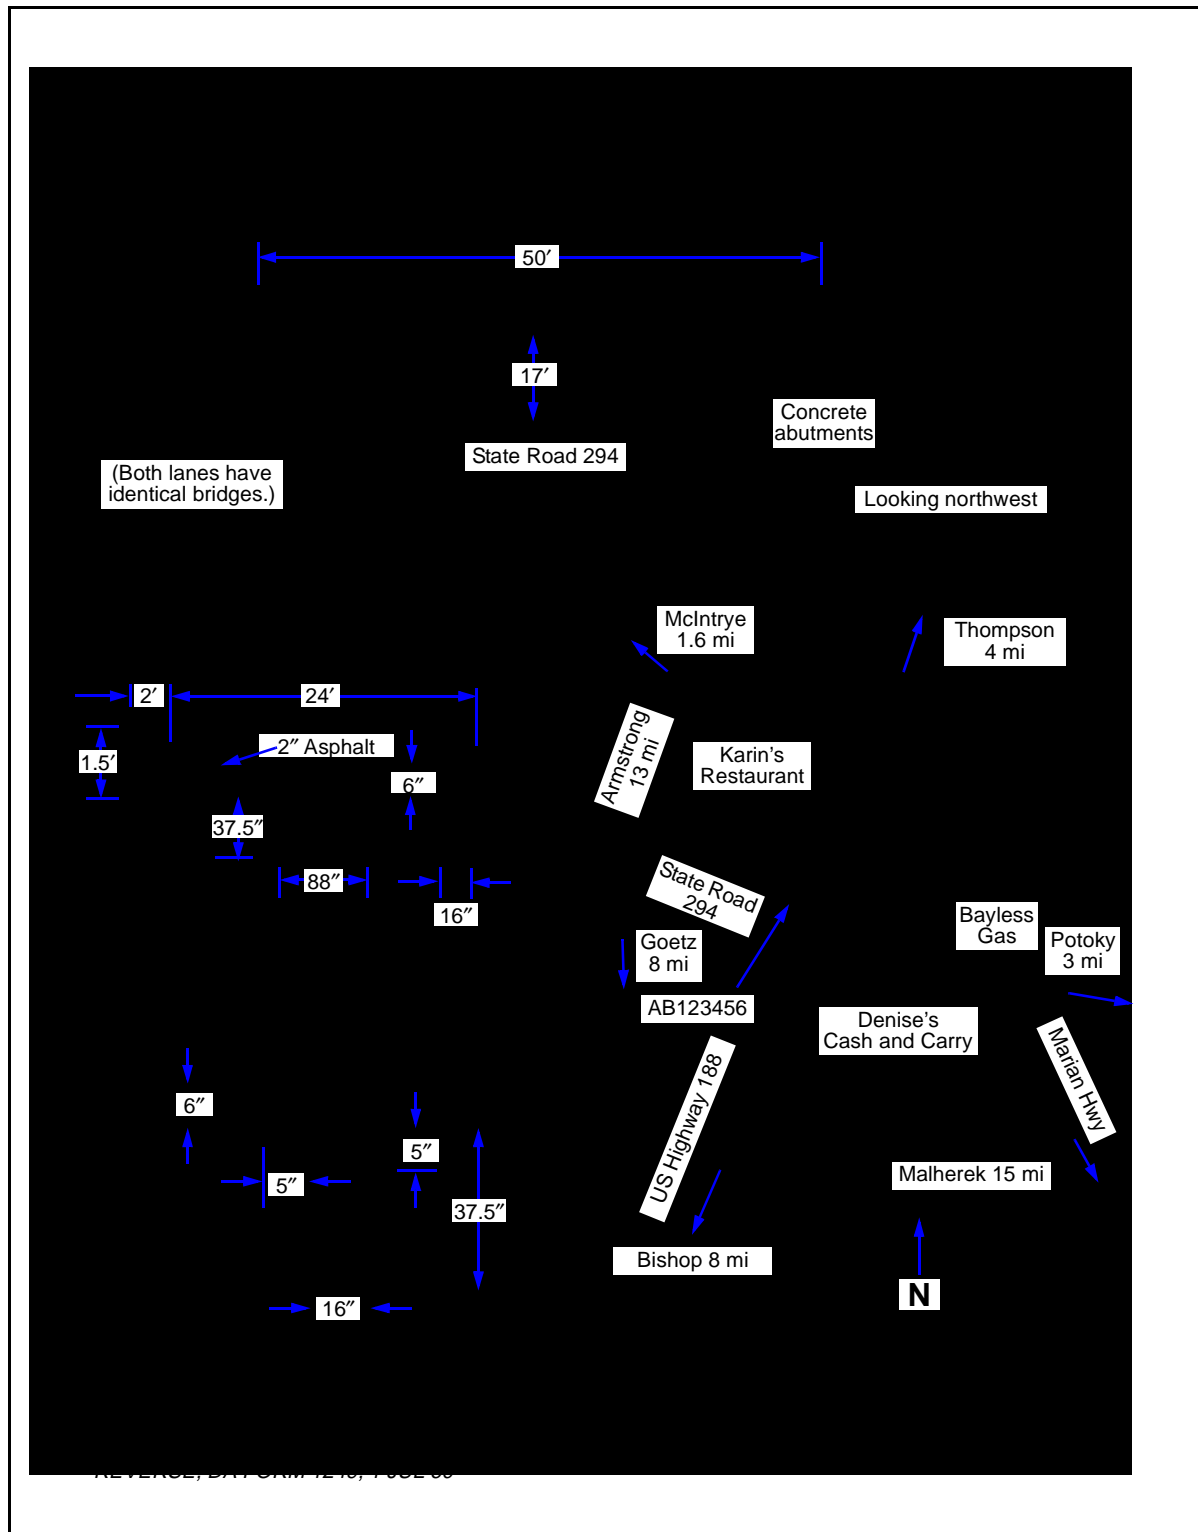 50′
17′
State Road 294
Concrete
abutments
(Both lanes have
identical bridges.)
Looking northwest
McIntrye
1.6 mi
Thompson
4 mi
2′
24′
1.5′
2″ Asphalt
6″
37.5″
88″
16″
Armstrong
13 mi
Karin's
Restaurant
State Road
294
Goetz
8 mi
AB123456
Bayless
Gas
Potoky
3 mi
Denise's
Cash and Carry
Marian Hwy
US Highway 188
6″
5″
5″
37.5″
16″
Malherek 15 mi
Bishop 8 mi
N